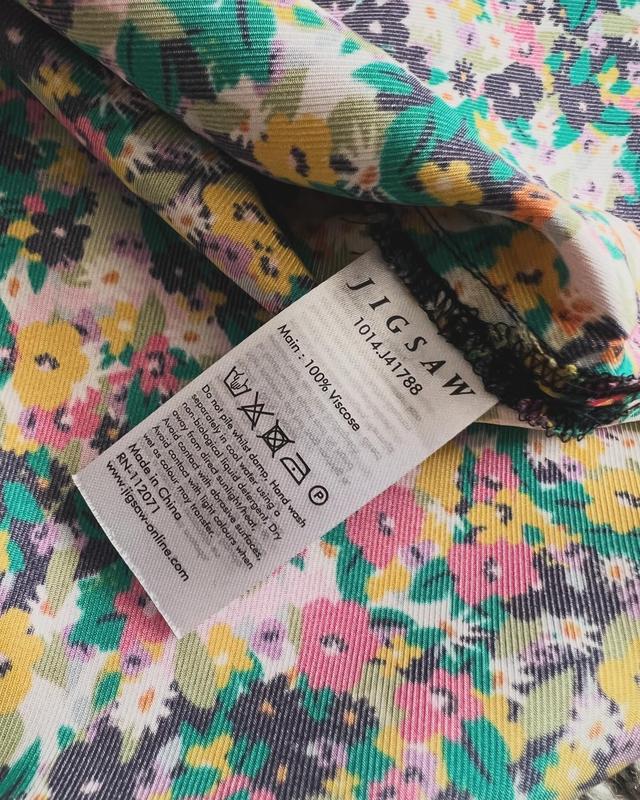 JIGSAW
1014.J41788
Main: 100% Viscose
P
Do not pile whilst damp, Hand wash
separately in cool water using a
non-biological liquid detergent, Dry
away from direct sunlight/heat.
Avoid contact with abrasive surfaces,
Avoid contact with light colours when
wet as colour may transfer.
Made in China
RN-112071
www.jigsaw-online.com